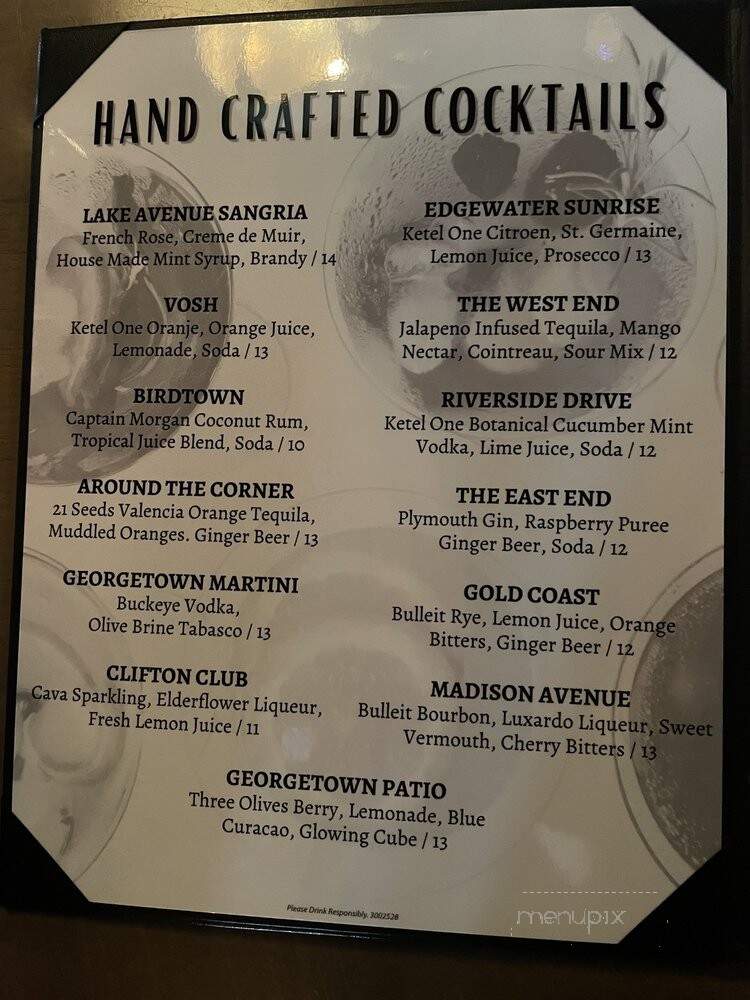 HAND CRAFTED COCKTAILS
LAKE AVENUE SANGRIA
French Rose, Creme de Muir,
House Made Mint Syrup, Brandy / 14
VOSH
Ketel One Oranje, Orange Juice,
Lemonade, Soda / 13
BIRDTOWN
Captain Morgan Coconut Rum,
Tropical Juice Blend, Soda / 10
AROUND THE CORNER
21 Seeds Valencia Orange Tequila,
Muddled Oranges. Ginger Beer / 13
GEORGETOWN MARTINI
Buckeye Vodka,
Olive Brine Tabasco / 13
CLIFTON CLUB
Cava Sparkling, Elderflower Liqueur,
Fresh Lemon Juice / 11
EDGEWATER SUNRISE
Ketel One Citroen, St. Germaine,
Lemon Juice, Prosecco / 13
THE WEST END
Jalapeno Infused Tequila, Mango
Nectar, Cointreau, Sour Mix / 12
RIVERSIDE DRIVE
Ketel One Botanical Cucumber Mint
Vodka, Lime Juice, Soda / 12
THE EAST END
Plymouth Gin, Raspberry Puree
Ginger Beer, Soda / 12
GOLD COAST
Bulleit Rye, Lemon Juice, Orange
Bitters, Ginger Beer / 12
MADISON AVENUE
Bulleit Bourbon, Luxardo Liqueur, Sweet
Vermouth, Cherry Bitters / 13
GEORGETOWN PATIO
Three Olives Berry, Lemonade, Blue
Curacao, Glowing Cube / 13
Please Drink Responsibly. 3002528
menupix